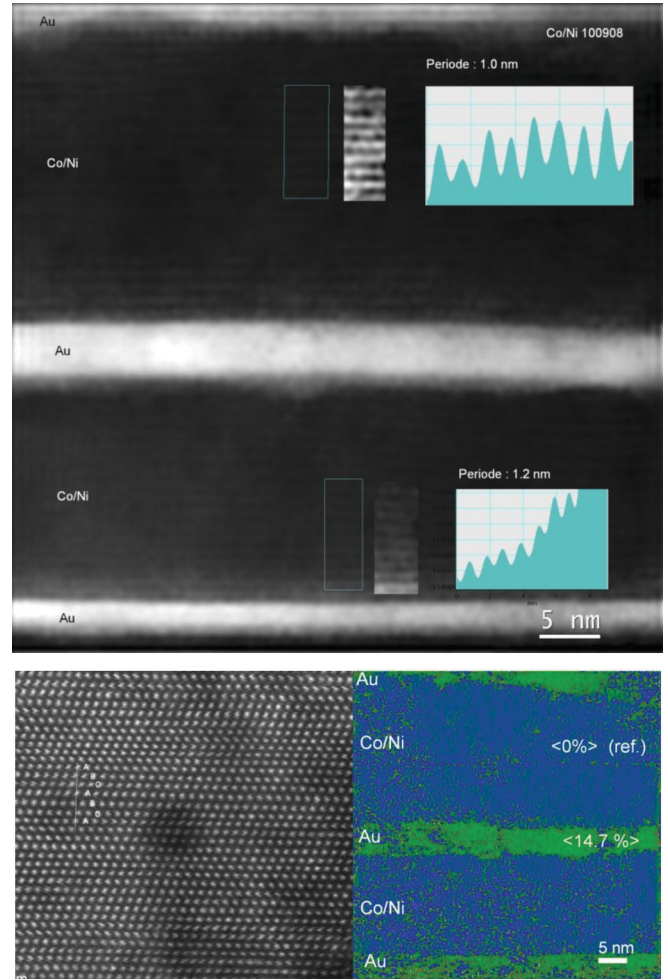 Au
Co/Ni 100908
Periode : 1.0 nm
Co/Ni
Au
Periode : 1.2 nm
Co/Ni
Au
5 nm
Au
Co/Ni
<0%> (ref.)
A
B
C
A
B
C
A
Au
<14.7 %>
Co/Ni
5 nm
Au